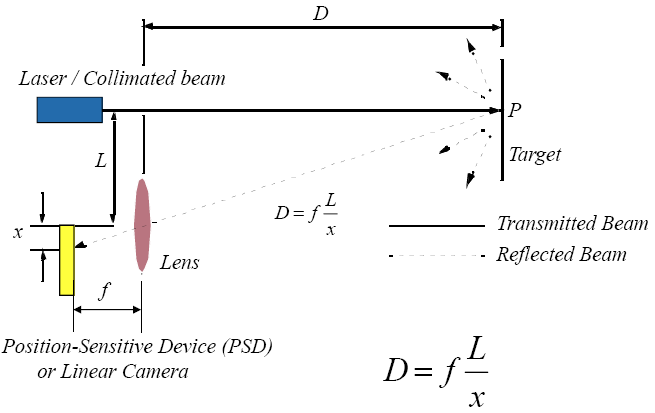 D
Laser / Collimated beam
P
L
Target
D = f L/x
Transmitted Beam
x
Reflected Beam
Lens
f
Position-Sensitive Device (PSD)
or Linear Camera
D = f L/x